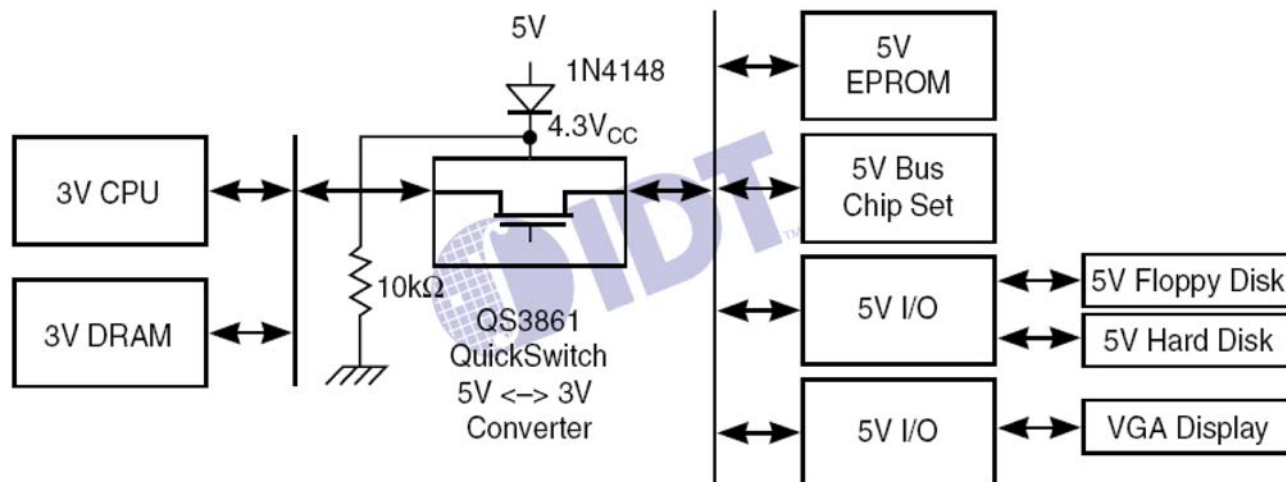 5V
1N4148
4.3VCC
3V CPU
3V DRAM
10kΩ
IDT™
QS3861
QuickSwitch
5V <–> 3V
Converter
5V
EPROM
5V Bus
Chip Set
5V I/O
5V Floppy Disk
5V Hard Disk
5V I/O
VGA Display